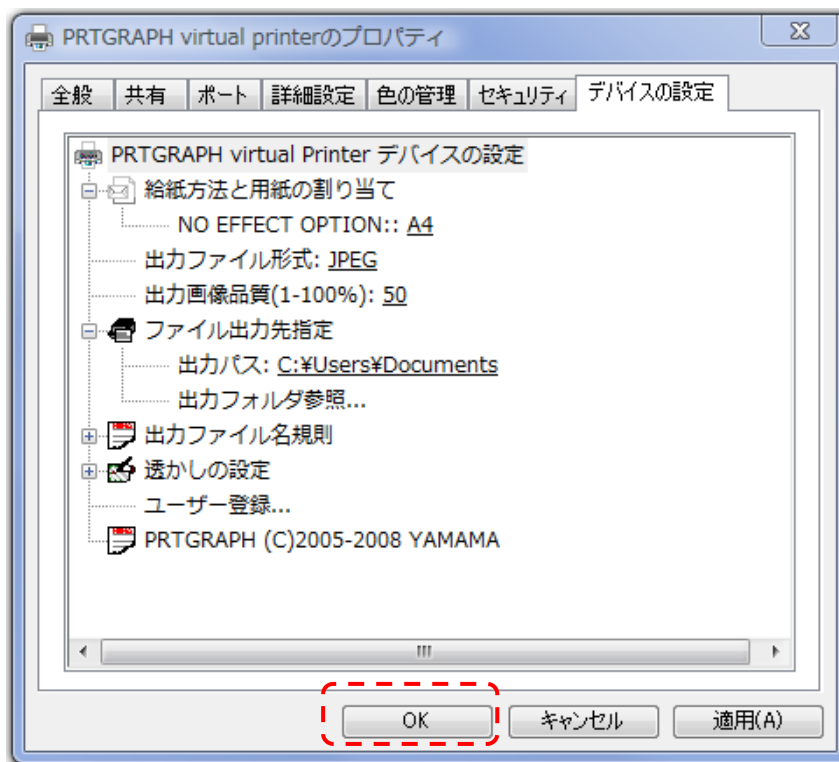 PRTGRAPH virtual printerのプロパティ
全般 共有 ポート 詳細設定 色の管理 セキュリティ デバイスの設定
PRTGRAPH virtual Printer デバイスの設定
給紙方法と用紙の割り当て
NO EFFECT OPTION:: A4
出力ファイル形式: JPEG
出力画像品質(1-100%): 50
ファイル出力先指定
出力パス: C:¥Users¥Documents
出力フォルダ参照...
出力ファイル名規則
透かしの設定
ユーザー登録...
PRTGRAPH (C)2005-2008 YAMAMA
OK キャンセル 適用(A)